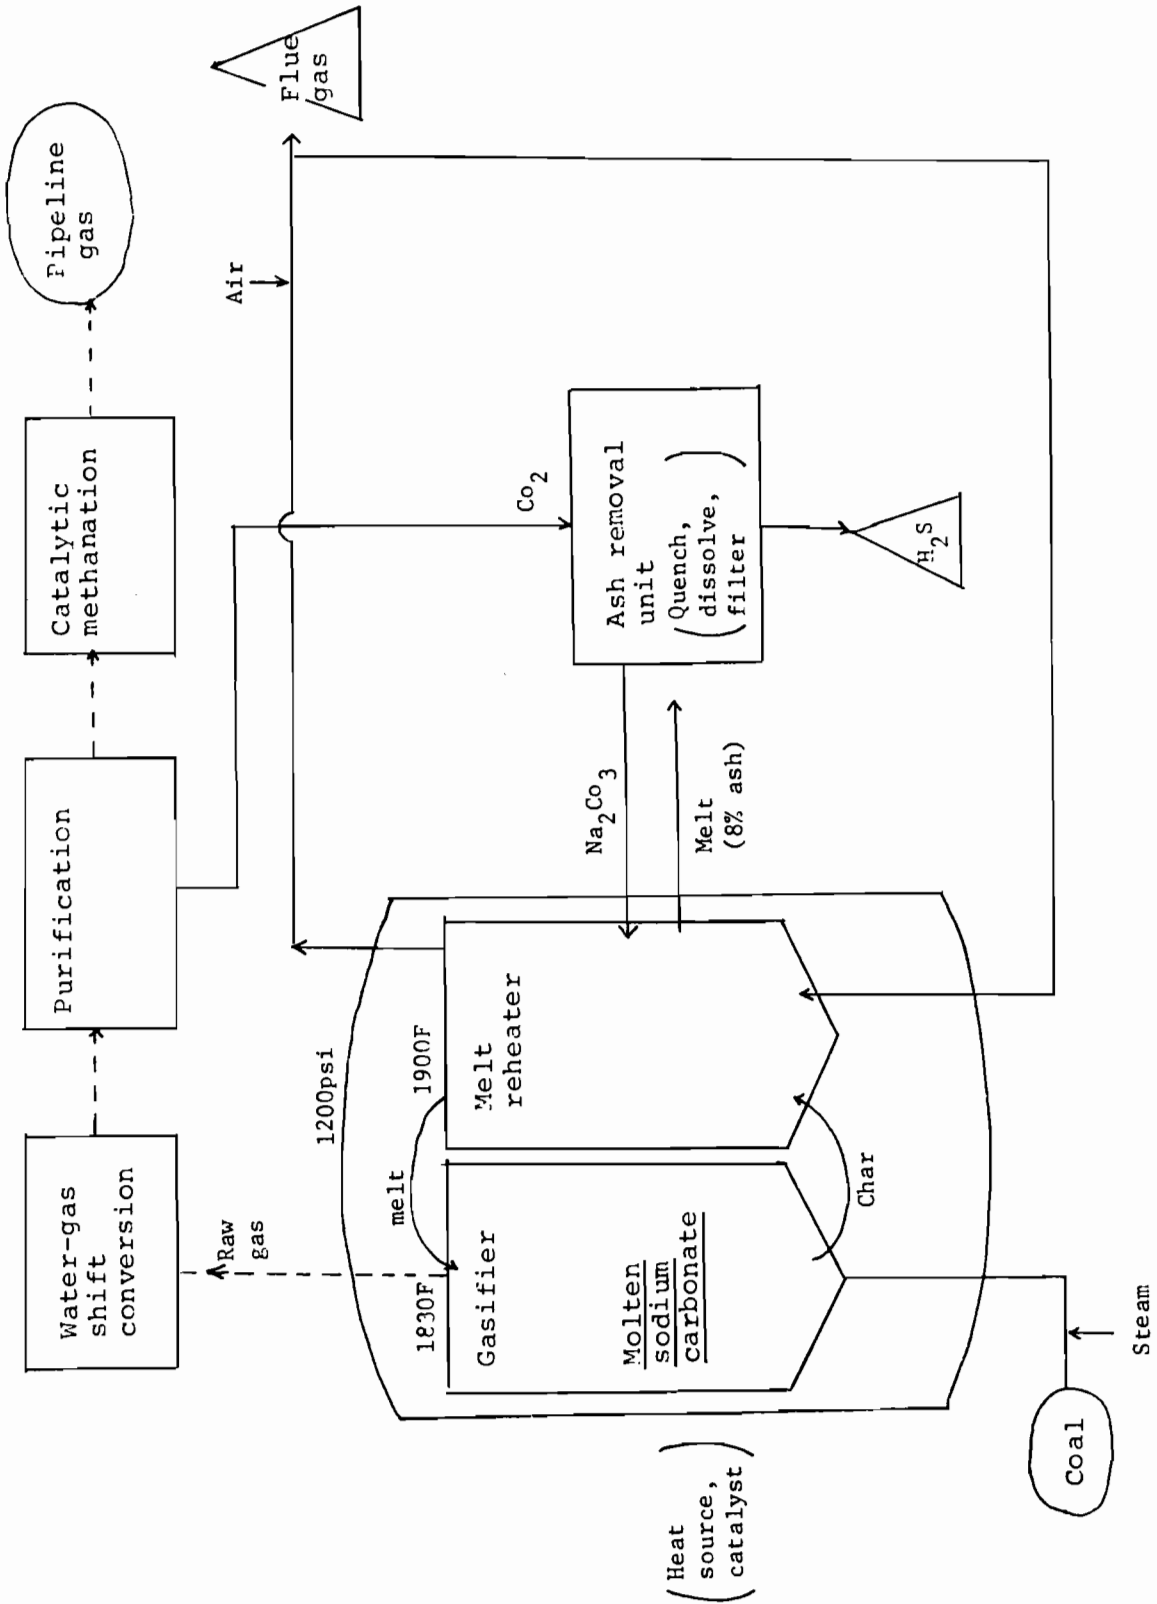 Water-gas
shift
conversion
Purification
Catalytic
methanation
Pipeline
gas
Raw
gas
1200psi
Air
Flue
gas
melt
1830F
1900F
Gasifier
Melt
reheater
Molten
sodium
carbonate
(Heat
source,
catalyst)
Char
Na2Co3
Melt
(8% ash)
Co2
Ash removal
unit
(Quench,
dissolve,
filter)
H2S
Coal
Steam